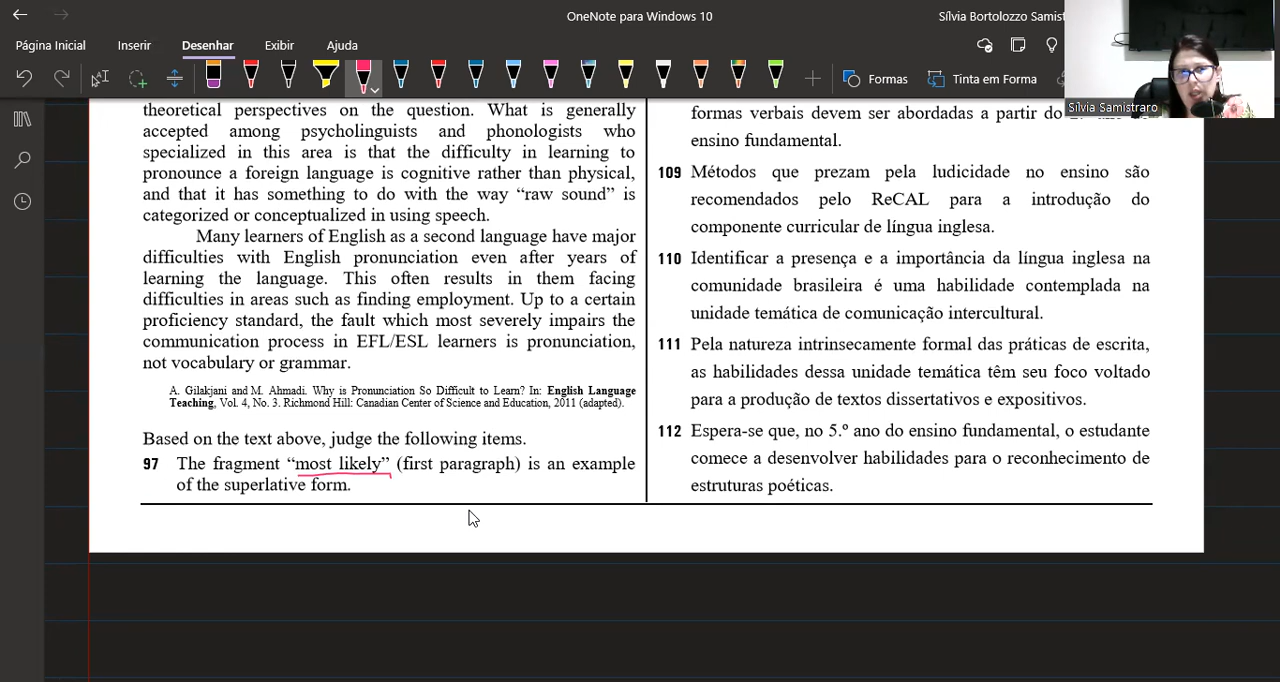 OneNote para Windows 10
Sílvia Bortolozzo Samist
Página Inicial
Inserir
Desenhar
Exibir
Ajuda
Formas
Tinta em Forma
Sílvia Samistraro
theoretical perspectives on the question. What is generally
accepted among psycholinguists and phonologists who
specialized in this area is that the difficulty in learning to
pronounce a foreign language is cognitive rather than physical,
and that it has something to do with the way “raw sound” is
categorized or conceptualized in using speech.
Many learners of English as a second language have major
difficulties with English pronunciation even after years of
learning the language. This often results in them facing
difficulties in areas such as finding employment. Up to a certain
proficiency standard, the fault which most severely impairs the
communication process in EFL/ESL learners is pronunciation,
not vocabulary or grammar.
A. Gilakjani and M. Ahmadi. Why is Pronunciation So Difficult to Learn? In: English Language
Teaching, Vol. 4, No. 3. Richmond Hill: Canadian Center of Science and Education, 2011 (adapted).
Based on the text above, judge the following items.
97 The fragment “most likely” (first paragraph) is an example
of the superlative form.
formas verbais devem ser abordadas a partir do
ensino fundamental.
109 Métodos que prezam pela ludicidade no ensino são
recomendados pelo ReCAL para a introdução do
componente curricular de língua inglesa.
110 Identificar a presença e a importância da língua inglesa na
comunidade brasileira é uma habilidade contemplada na
unidade temática de comunicação intercultural.
111 Pela natureza intrinsecamente formal das práticas de escrita,
as habilidades dessa unidade temática têm seu foco voltado
para a produção de textos dissertativos e expositivos.
112 Espera-se que, no 5.º ano do ensino fundamental, o estudante
comece a desenvolver habilidades para o reconhecimento de
estruturas poéticas.